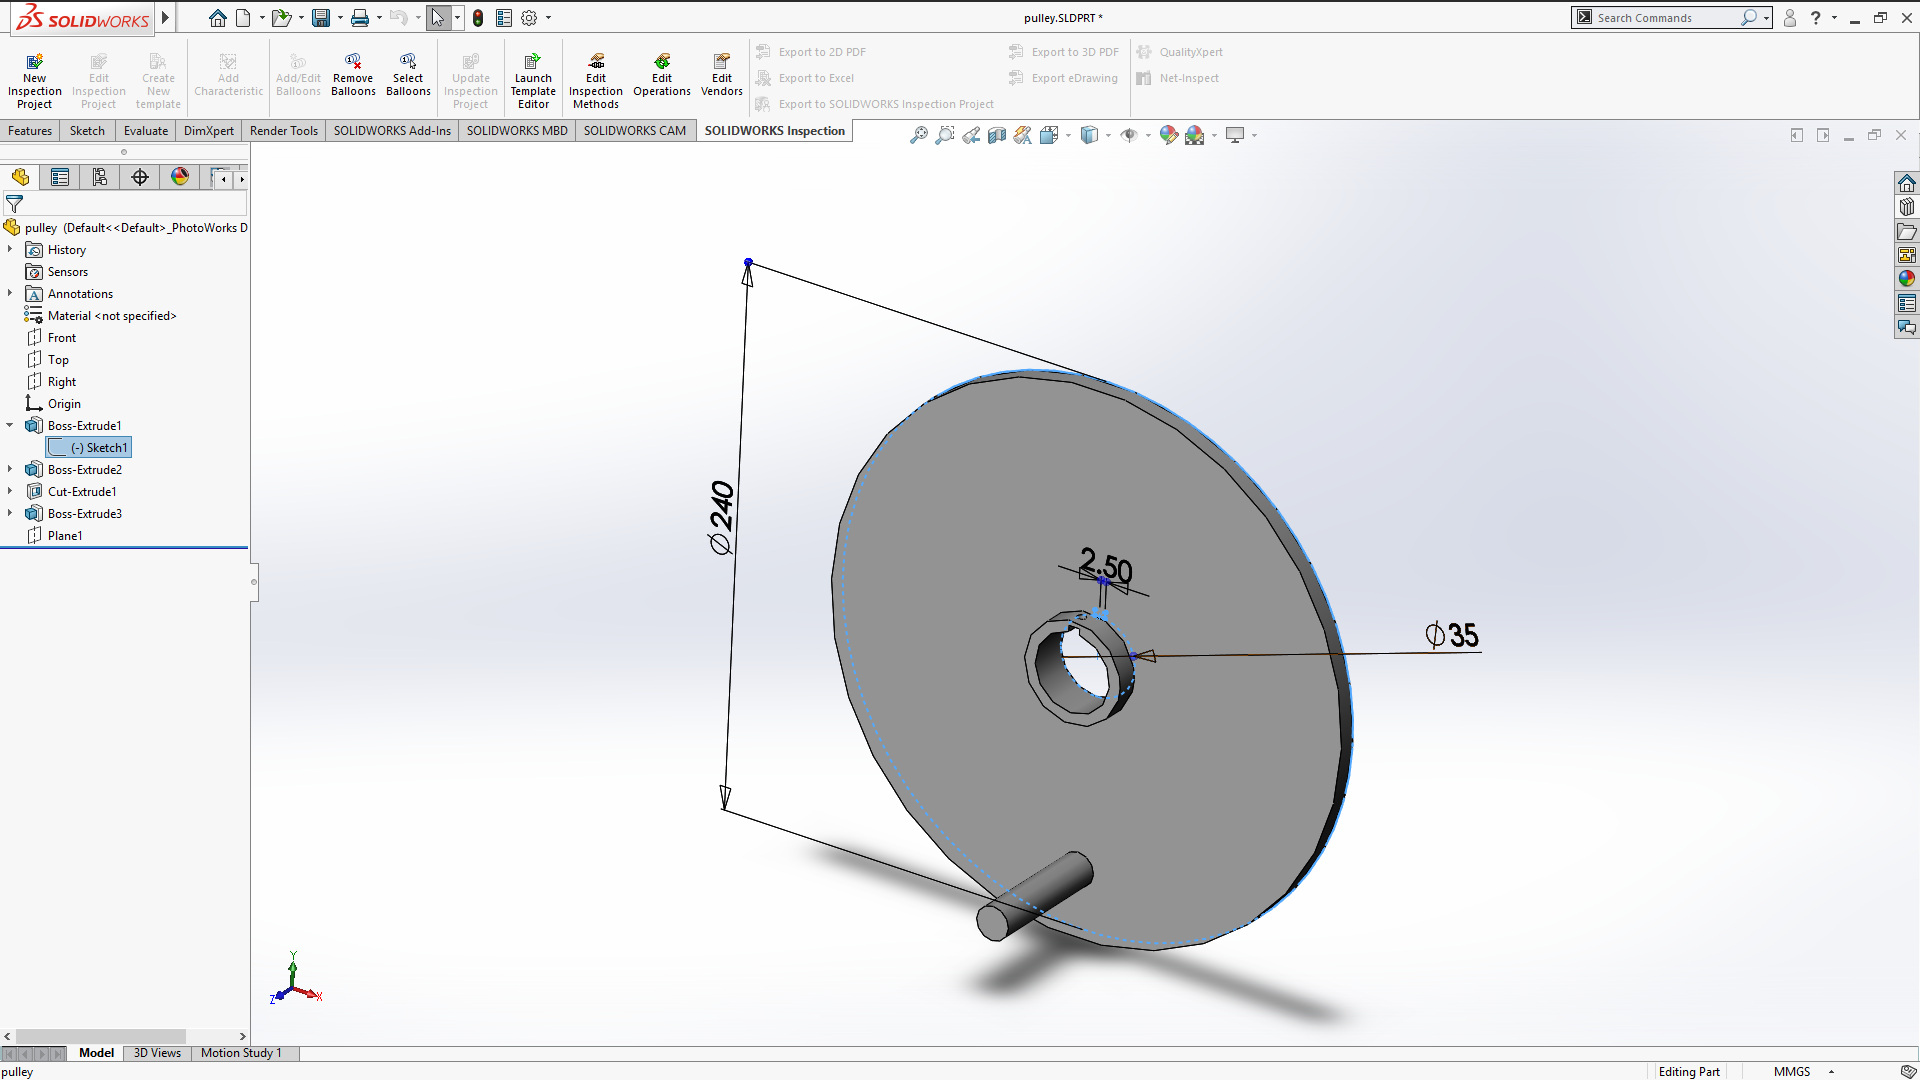 SOLIDWORKS
pulley.SLDPRT *
Search Commands
?
New Inspection Project
Edit Inspection Project
Create New template
Add Characteristic
Add/Edit Balloons
Remove Balloons
Select Balloons
Update Inspection Project
Launch Template Editor
Edit Inspection Methods
Edit Operations
Edit Vendors
Export to 2D PDF
Export to Excel
Export to SOLIDWORKS Inspection Project
Export to 3D PDF
Export eDrawing
QualityXpert
Net-Inspect
Features
Sketch
Evaluate
DimXpert
Render Tools
SOLIDWORKS Add-Ins
SOLIDWORKS MBD
SOLIDWORKS CAM
SOLIDWORKS Inspection
pulley (Default<<Default>_PhotoWorks D
History
Sensors
Annotations
Material <not specified>
Front
Top
Right
Origin
Boss-Extrude1
(-) Sketch1
Boss-Extrude2
Cut-Extrude1
Boss-Extrude3
Plane1
∅240
2.50
∅35
Y
Z
X
Model
3D Views
Motion Study 1
pulley
Editing Part
MMGS